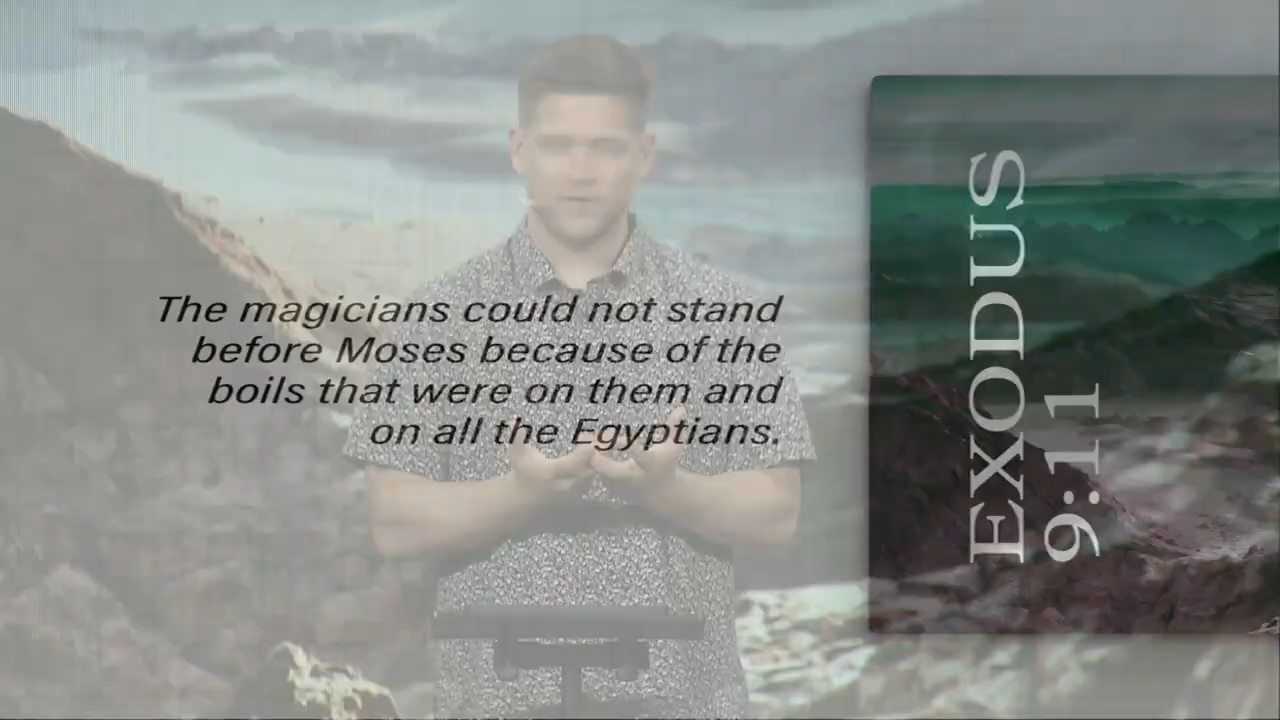 The magicians could not stand
before Moses because of the
boils that were on them and
on all the Egyptians.
EXODUS
9:11